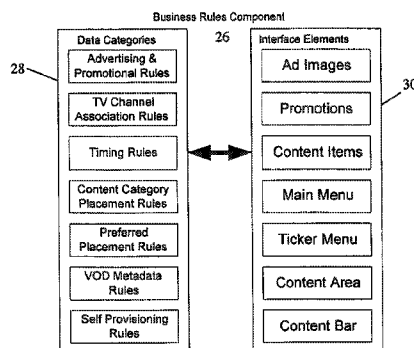 Business Rules Component
26
Data Categories
28
Advertising &
Promotional Rules
TV Channel
Association Rules
Timing Rules
Content Category
Placement Rules
Preferred
Placement Rules
VOD Metadata
Rules
Self Provisioning
Rules
Interface Elements
30
Ad Images
Promotions
Content Items
Main Menu
Ticker Menu
Content Area
Content Bar